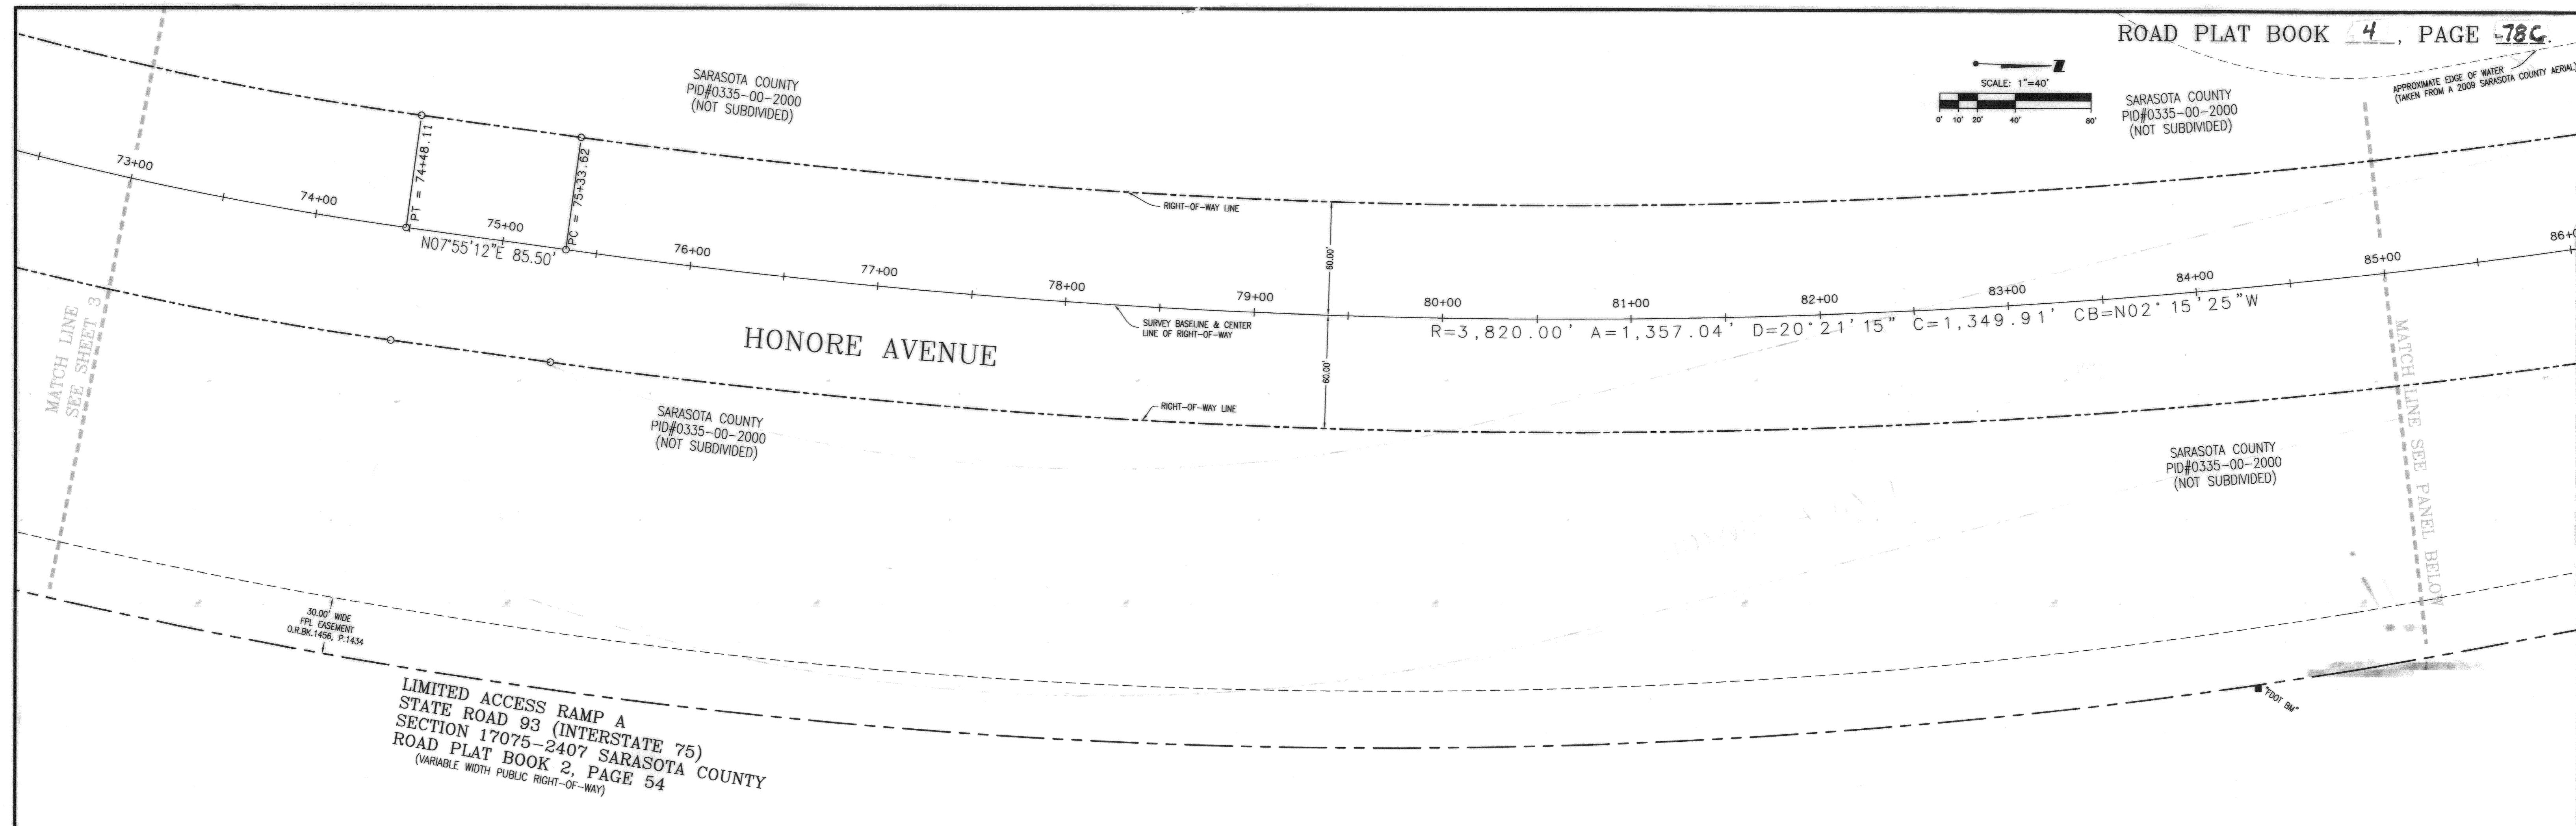 ROAD PLAT BOOK 4, PAGE 78C.
APPROXIMATE EDGE OF WATER
(TAKEN FROM A 2009 SARASOTA COUNTY AERIAL)
SCALE: 1"=40'
0' 10' 20' 40' 80'
SARASOTA COUNTY
PID#0335-00-2000
(NOT SUBDIVIDED)
SARASOTA COUNTY
PID#0335-00-2000
(NOT SUBDIVIDED)
PT = 74+48.11
PC = 75+33.62
73+00
74+00
75+00
76+00
77+00
78+00
79+00
80+00
81+00
82+00
83+00
84+00
85+00
N07°55'12"E 85.50'
RIGHT-OF-WAY LINE
60.00'
60.00'
SURVEY BASELINE & CENTER
LINE OF RIGHT-OF-WAY
R=3,820.00' A=1,357.04' D=20°21'15" C=1,349.91' CB=N02°15'25"W
HONORE AVENUE
RIGHT-OF-WAY LINE
MATCH LINE
SEE SHEET 3
MATCH LINE SEE PANEL BELOW
SARASOTA COUNTY
PID#0335-00-2000
(NOT SUBDIVIDED)
SARASOTA COUNTY
PID#0335-00-2000
(NOT SUBDIVIDED)
30.00' WIDE
FPL EASEMENT
O.R.BK.1456, P.1434
"FDOT BM"
LIMITED ACCESS RAMP A
STATE ROAD 93 (INTERSTATE 75)
SECTION 17075-2407 SARASOTA COUNTY
ROAD PLAT BOOK 2, PAGE 54
(VARIABLE WIDTH PUBLIC RIGHT-OF-WAY)